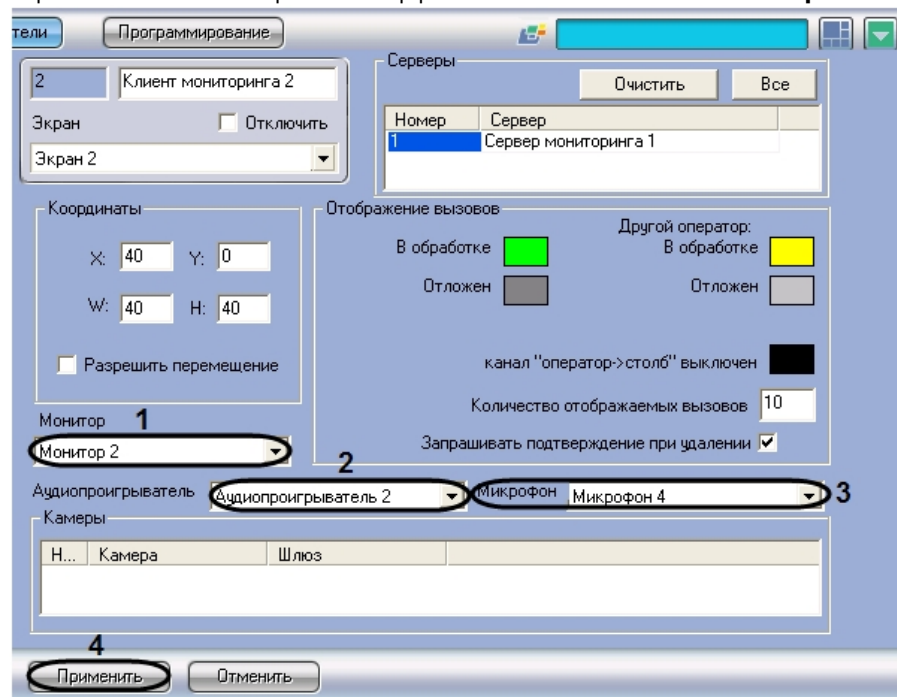 тели Программирование
2 Клиент мониторинга 2
Экран Отключить
Экран 2
Серверы
Очистить Все
Номер Сервер
1 Сервер мониторинга 1
Координаты
X: 40 Y: 0
W: 40 H: 40
Разрешить перемещение
Отображение вызовов
Другой оператор:
В обработке В обработке
Отложен Отложен
канал "оператор->столб" выключен
Количество отображаемых вызовов 10
Запрашивать подтверждение при удалении
Монитор 1
Монитор 2
2
Аудиопроигрыватель Аудиопроигрыватель 2 Микрофон Микрофон 4 3
Камеры
Н... Камера Шлюз
4
Применить Отменить